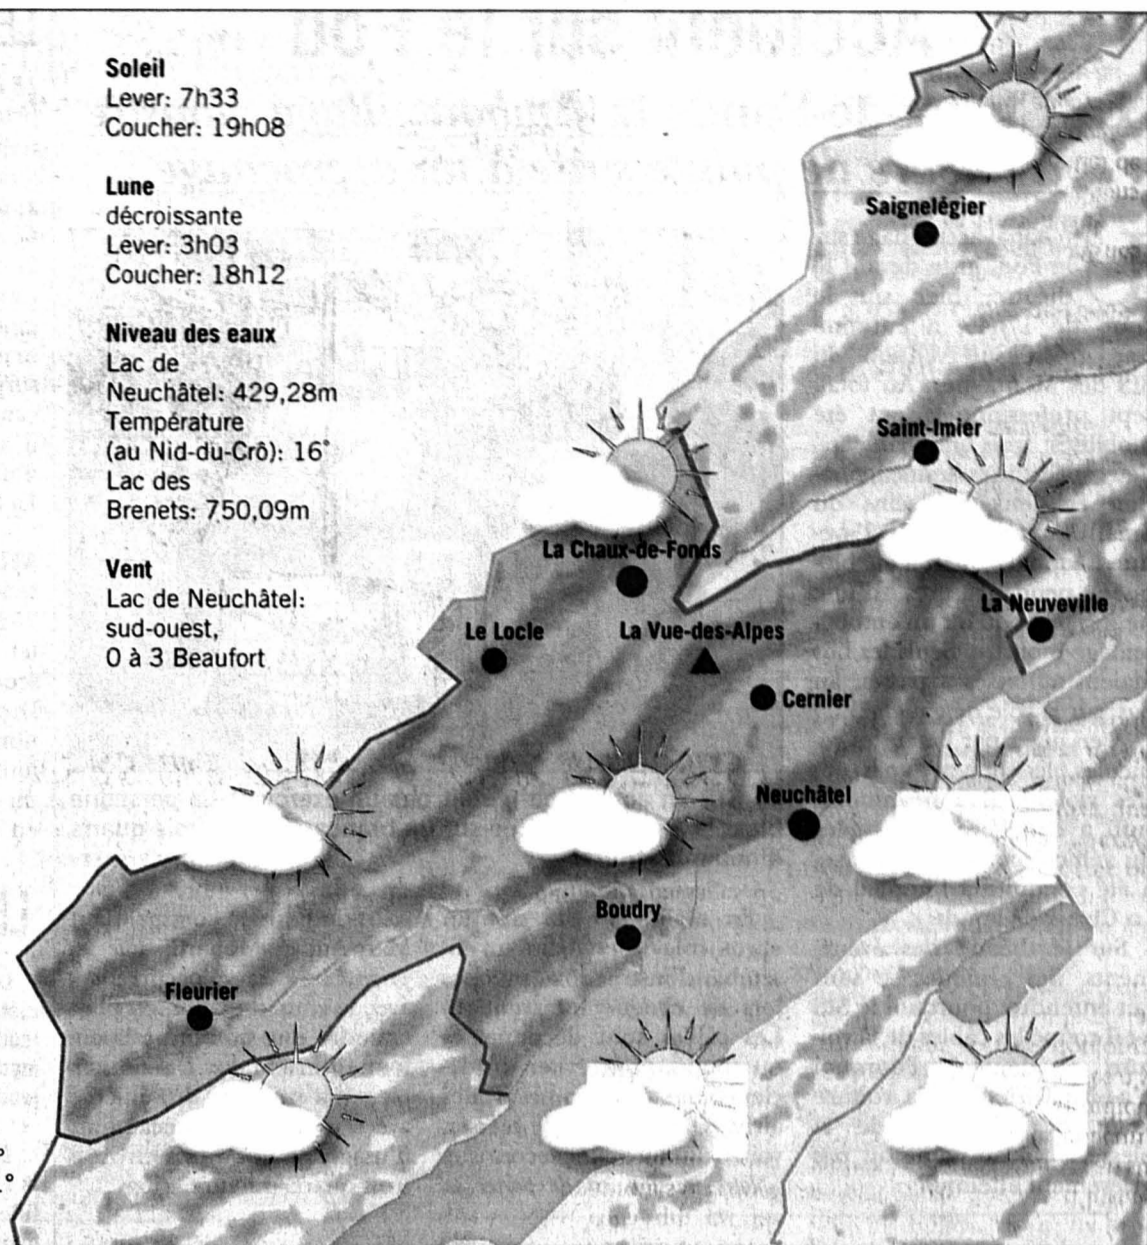 Soleil
Lever: 7h33
Coucher: 19h08
Lune
décroissante
Lever: 3h03
Coucher: 18h12
Niveau des eaux
Lac de
Neuchâtel: 429,28m
Température
(au Nid-du-Crô): 16°
Lac des
Brenets: 750,09m
Vent
Lac de Neuchâtel:
sud-ouest,
0 à 3 Beaufort
Saignelégier
Saint-Imier
La Chaux-de-Fonds
La Neuveville
Le Locle
La Vue-des-Alpes
Cernier
Neuchâtel
Boudry
Fleurier